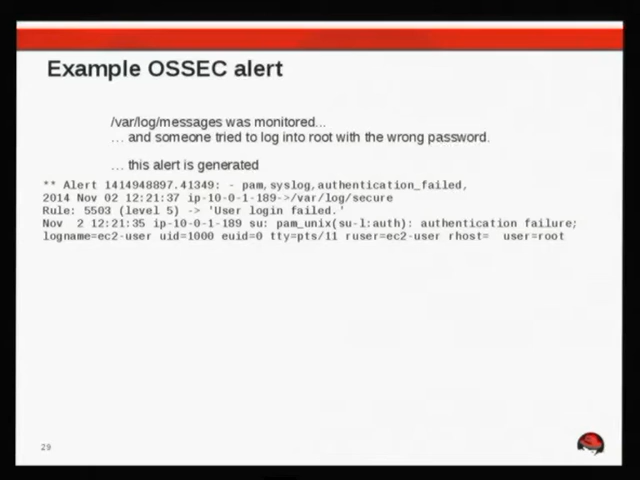 Example OSSEC alert
/var/log/messages was monitored...
... and someone tried to log into root with the wrong password.
... this alert is generated
** Alert 1414948897.41349: - pam,syslog,authentication_failed,
2014 Nov 02 12:21:37 ip-10-0-1-189->/var/log/secure
Rule: 5503 (level 5) -> 'User login failed.'
Nov  2 12:21:35 ip-10-0-1-189 su: pam_unix(su-l:auth): authentication failure;
logname=ec2-user uid=1000 euid=0 tty=pts/11 ruser=ec2-user rhost=  user=root
29